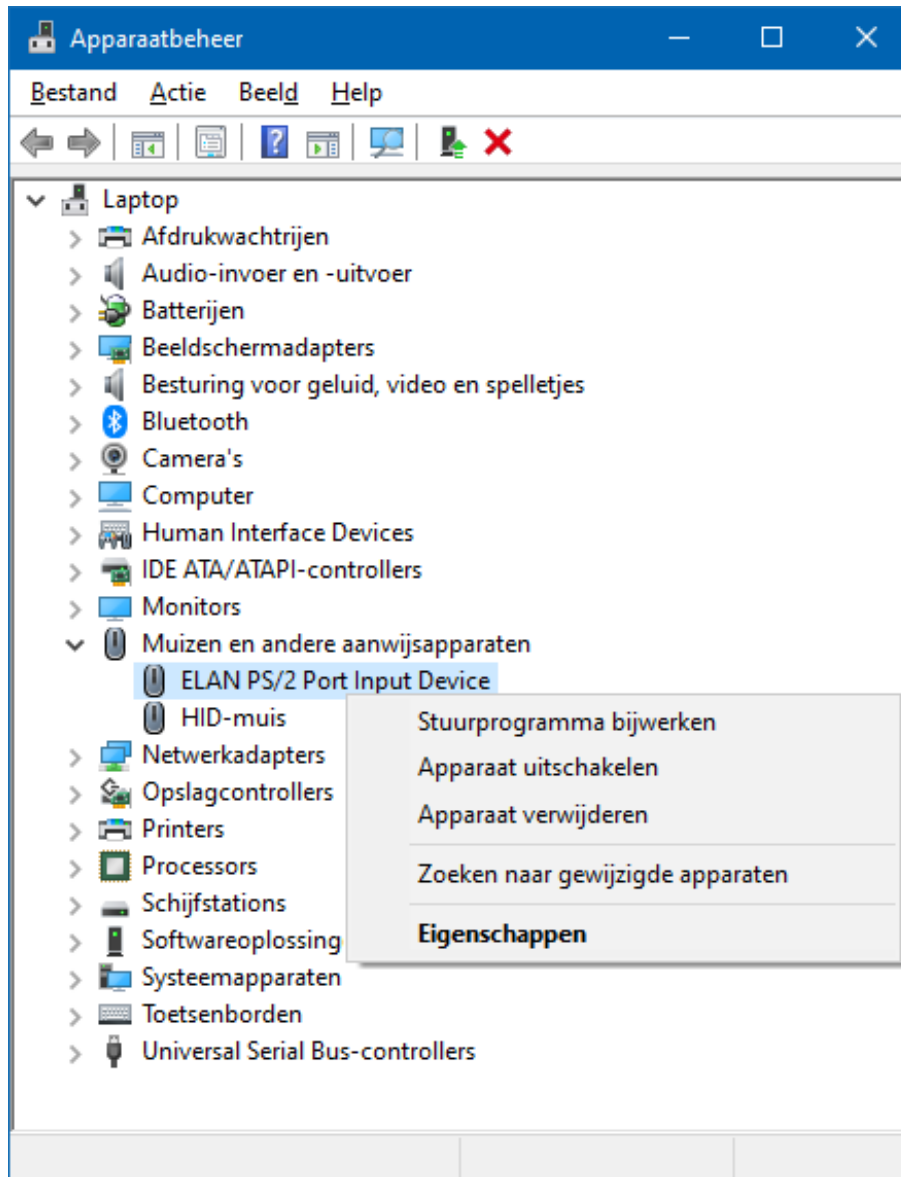 Apparaatbeheer
Bestand Actie Beeld Help
Laptop
Afdrukwachtrijen
Audio-invoer en -uitvoer
Batterijen
Beeldschermadapters
Besturing voor geluid, video en spelletjes
Bluetooth
Camera's
Computer
Human Interface Devices
IDE ATA/ATAPI-controllers
Monitors
Muizen en andere aanwijsapparaten
ELAN PS/2 Port Input Device
HID-muis
Netwerkadapters
Opslagcontrollers
Printers
Processors
Schijfstations
Softwareoplossing
Systeemapparaten
Toetsenborden
Universal Serial Bus-controllers
Stuurprogramma bijwerken
Apparaat uitschakelen
Apparaat verwijderen
Zoeken naar gewijzigde apparaten
Eigenschappen